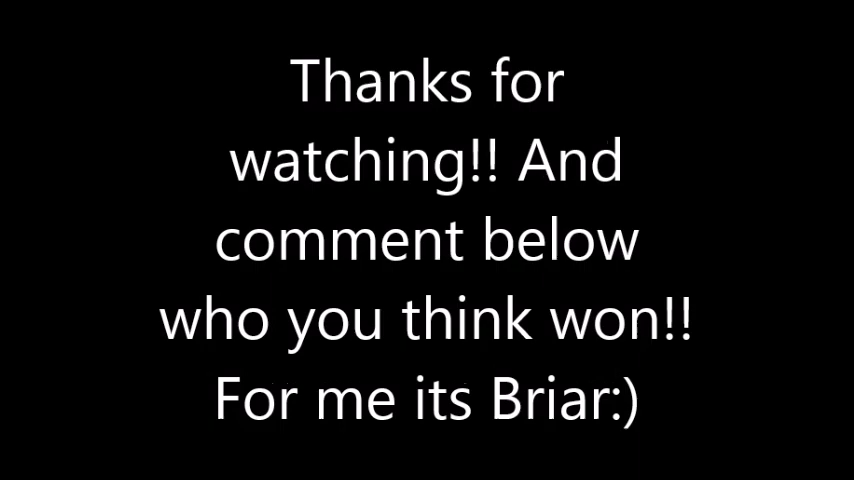 Thanks for
watching!! And
comment below
who you think won!!
For me its Briar:)